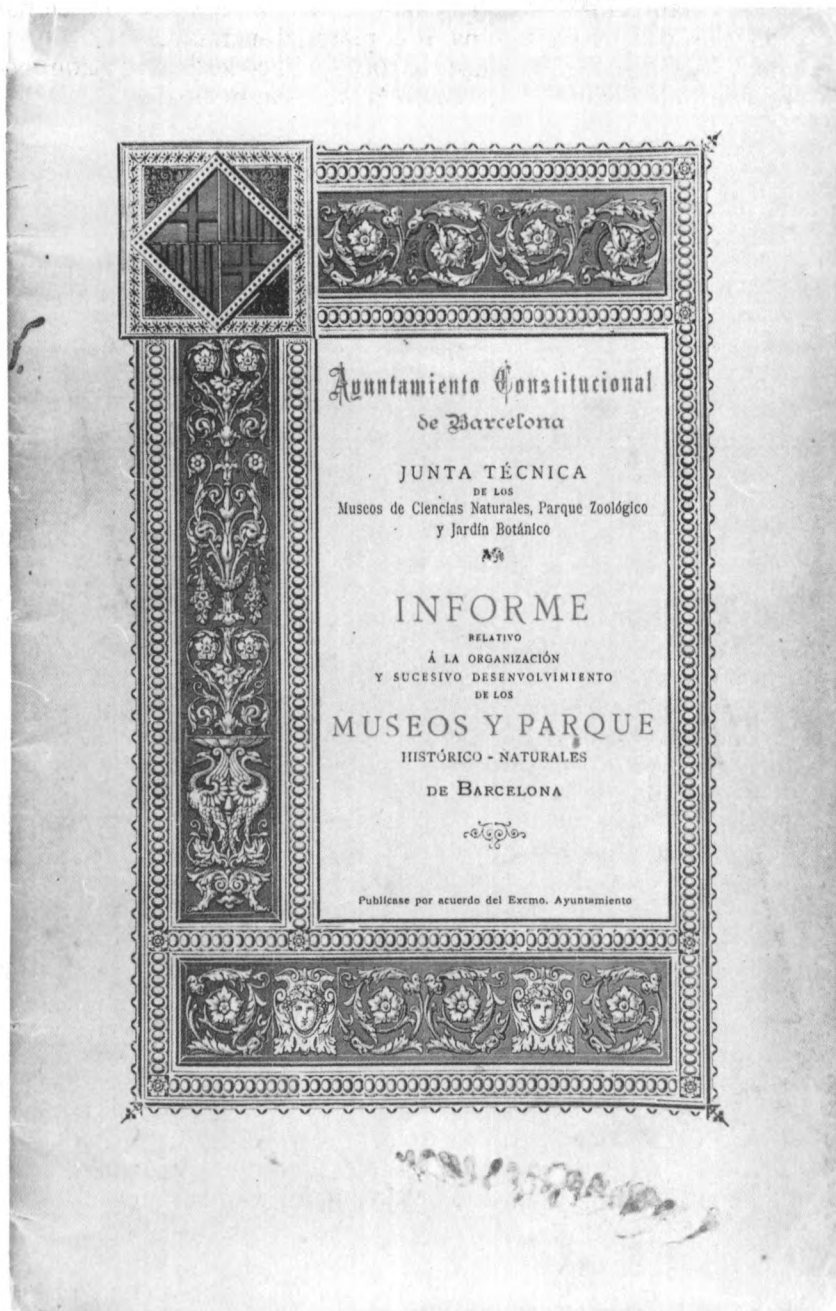 Ayuntamiento Constitucional
de Barcelona
JUNTA TÉCNICA
DE LOS
Museos de Ciencias Naturales, Parque Zoológico
y Jardín Botánico
INFORME
RELATIVO
Á LA ORGANIZACIÓN
Y SUCESIVO DESENVOLVIMIENTO
DE LOS
MUSEOS Y PARQUE
HISTÓRICO - NATURALES
DE BARCELONA
Publícase por acuerdo del Excmo. Ayuntamiento